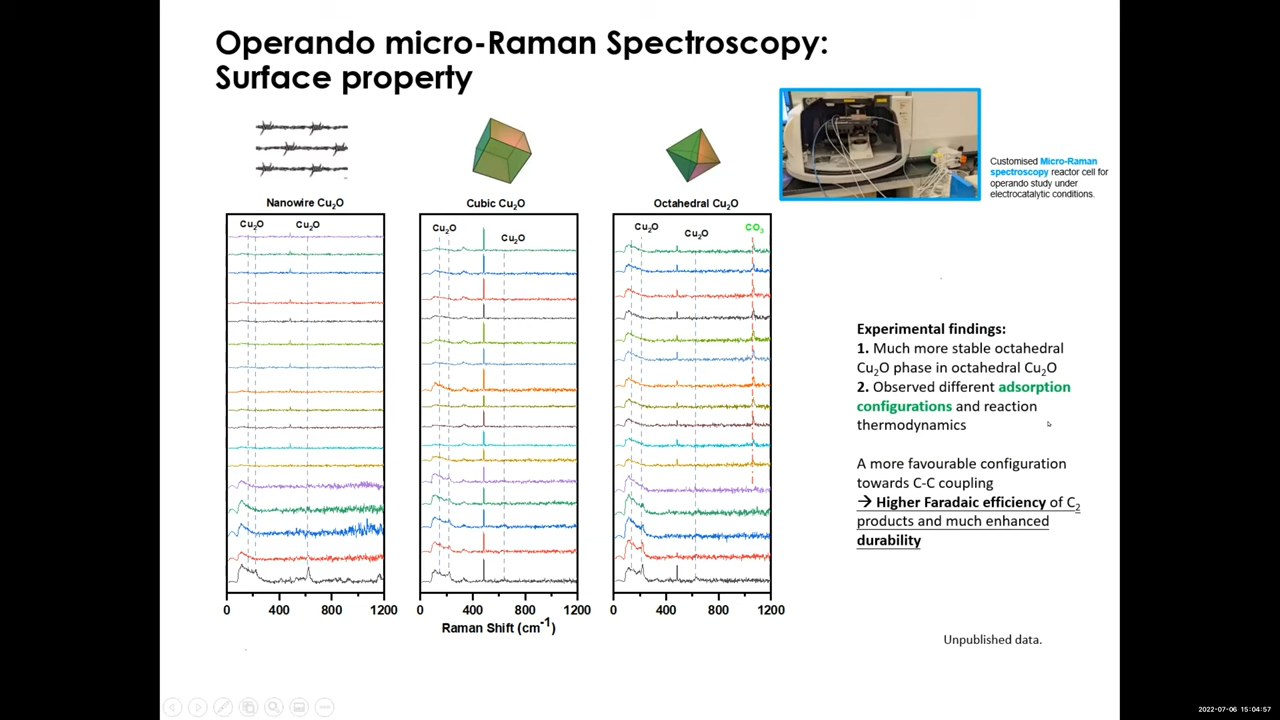 Operando micro-Raman Spectroscopy:
Surface property
Customised Micro-Raman
spectroscopy reactor cell for
operando study under
electrocatalytic conditions.
Nanowire Cu₂O
Cubic Cu₂O
Octahedral Cu₂O
Cu₂O
Cu₂O
Cu₂O
Cu₂O
Cu₂O
Cu₂O
CO₃
0
400
800
1200
0
400
800
1200
0
400
800
1200
Raman Shift (cm⁻¹)
Experimental findings:
1. Much more stable octahedral
Cu₂O phase in octahedral Cu₂O
2. Observed different adsorption
configurations and reaction
thermodynamics
A more favourable configuration
towards C-C coupling
→ Higher Faradaic efficiency of C₂
products and much enhanced
durability
Unpublished data.
2022-07-06 15:04:57